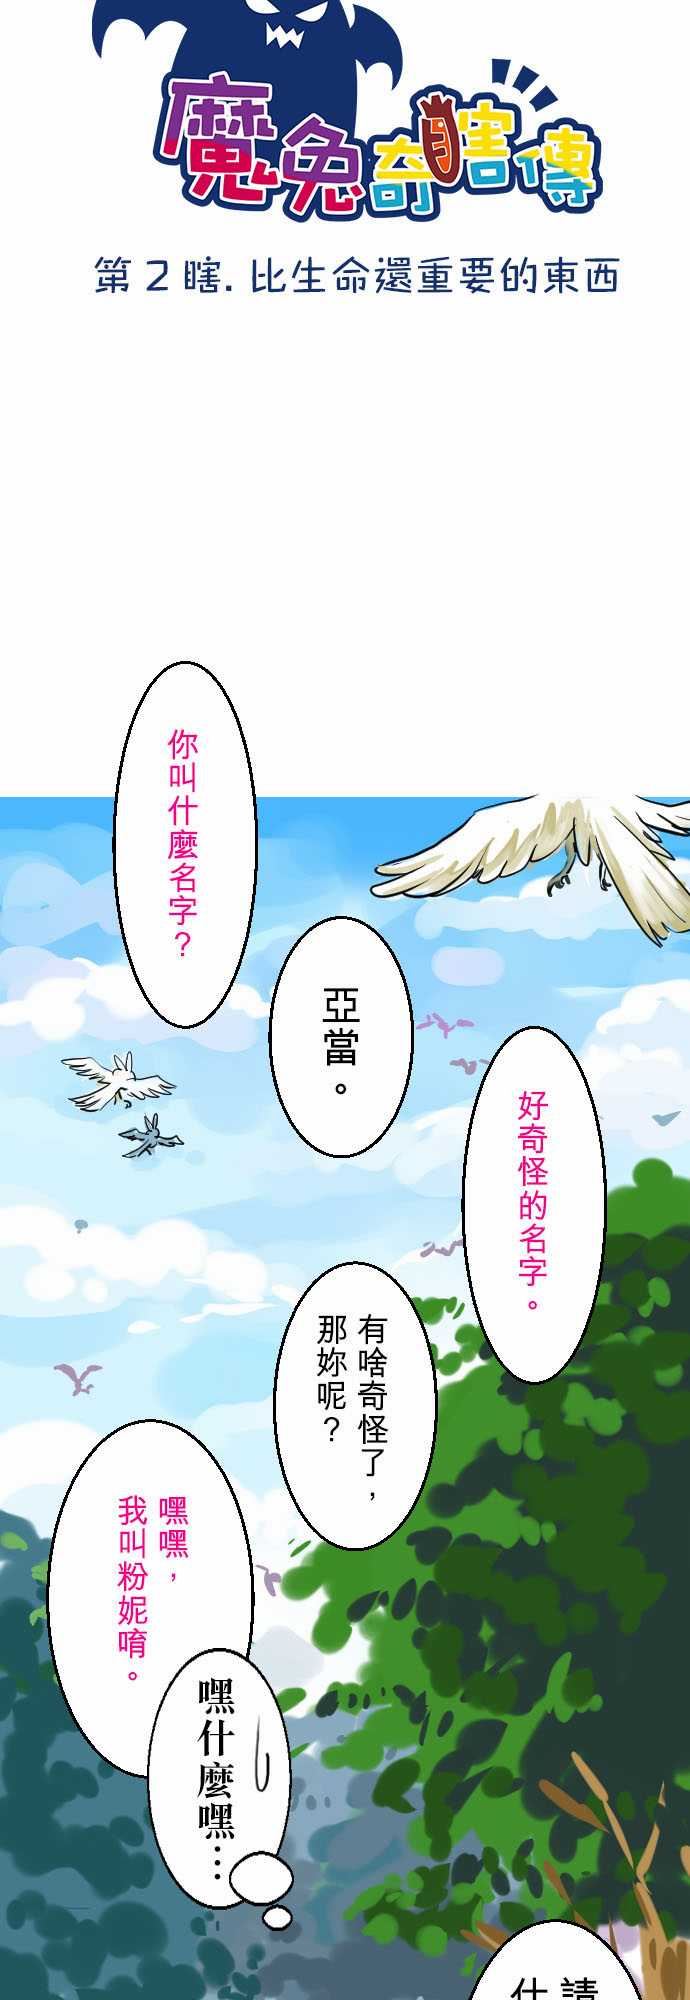 魔兔奇瞎傳
第2瞎.比生命還重要的東西
你叫什麼名字？
亞當。
好奇怪的名字。
有啥奇怪了，
那妳呢？
嘿嘿，
我叫粉妮唷。
嘿什麼嘿…
請
什